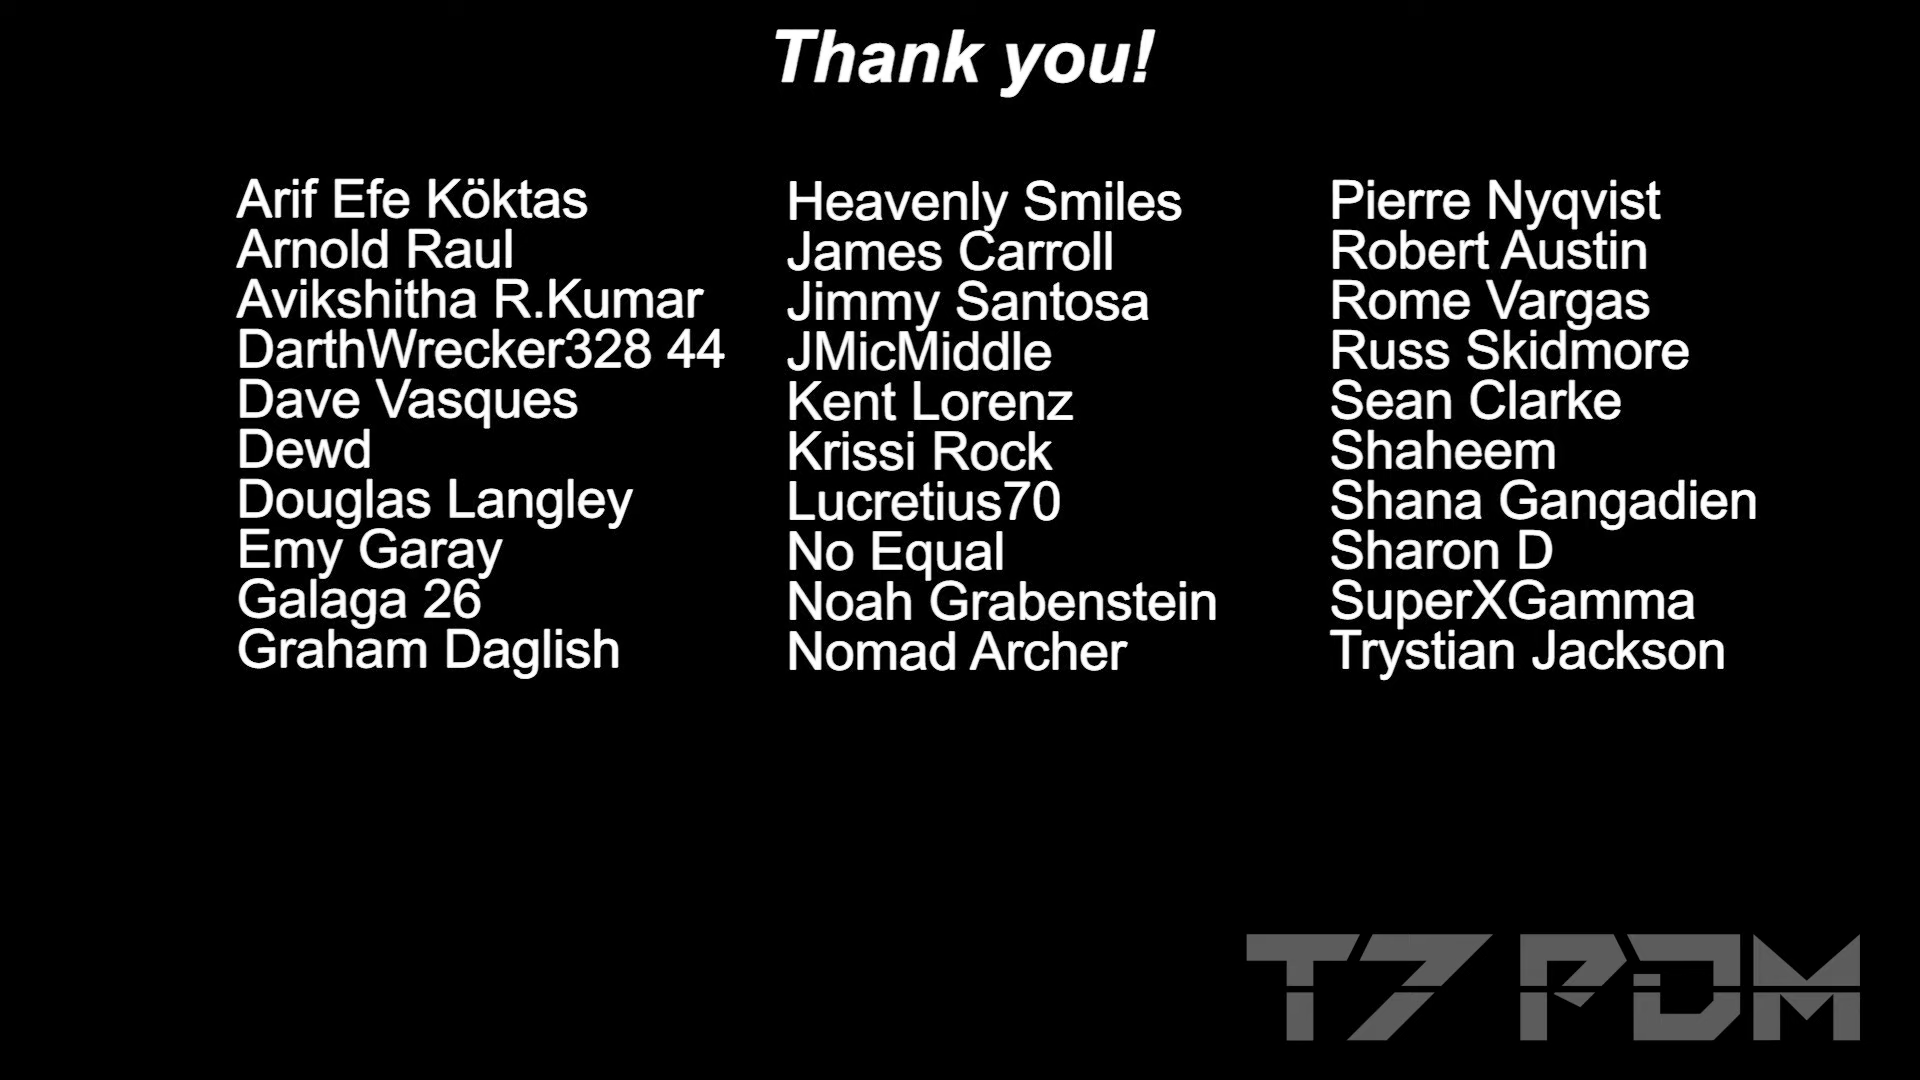 Thank you!
Arif Efe Köktas
Arnold Raul
Avikshitha R.Kumar
DarthWrecker328 44
Dave Vasques
Dewd
Douglas Langley
Emy Garay
Galaga 26
Graham Daglish
Heavenly Smiles
James Carroll
Jimmy Santosa
JMicMiddle
Kent Lorenz
Krissi Rock
Lucretius70
No Equal
Noah Grabenstein
Nomad Archer
Pierre Nyqvist
Robert Austin
Rome Vargas
Russ Skidmore
Sean Clarke
Shaheem
Shana Gangadien
Sharon D
SuperXGamma
Trystian Jackson
T7 PDM